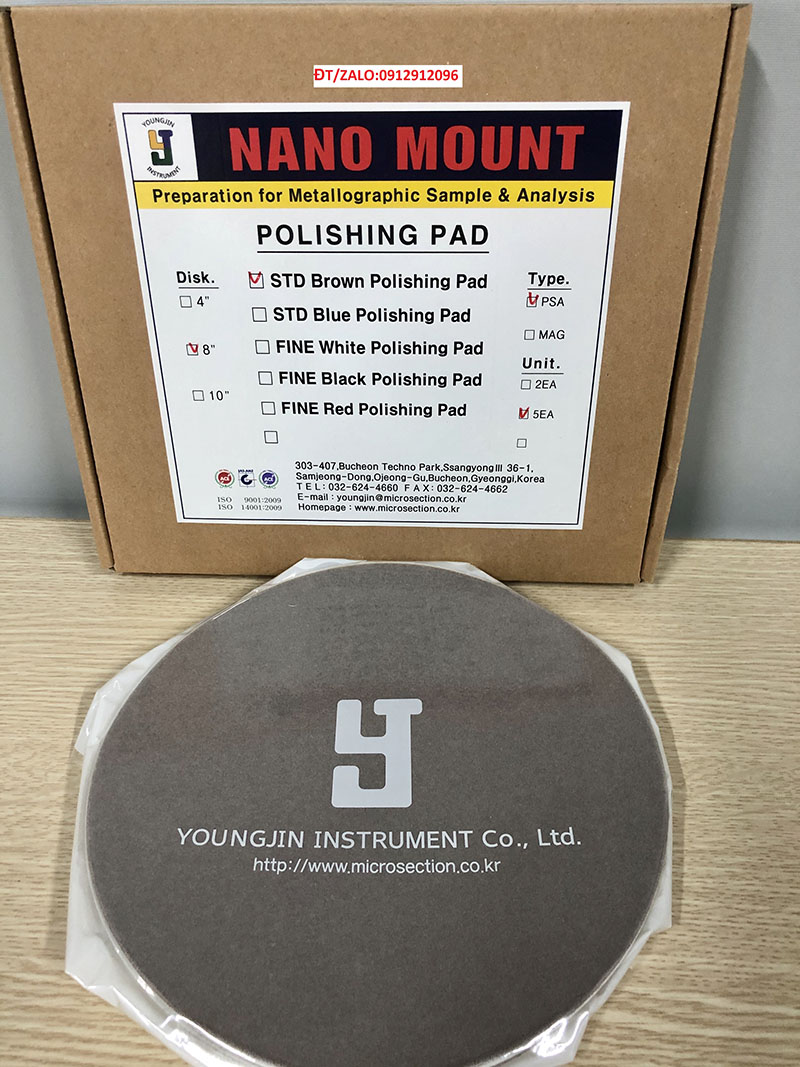 ĐT/ZALO:0912912096
YOUNGJIN
YJ
INSTRUMENT
NANO MOUNT
Preparation for Metallographic Sample & Analysis
POLISHING PAD
Disk.
4"
8"
10"
STD Brown Polishing Pad
STD Blue Polishing Pad
FINE White Polishing Pad
FINE Black Polishing Pad
FINE Red Polishing Pad
Type.
PSA
MAG
Unit.
2EA
5EA
ISO 9001:2009
ISO 14001:2009
303-407,Bucheon Techno Park,SsangyongⅢ 36-1,
Samjeong-Dong,Ojeong-Gu,Bucheon,Gyeonggi,Korea
TEL: 032-624-4660 FAX: 032-624-4662
E-mail : youngjin@microsection.co.kr
Homepage : www.microsection.co.kr
YJ
YOUNGJIN INSTRUMENT Co., Ltd.
http://www.microsection.co.kr